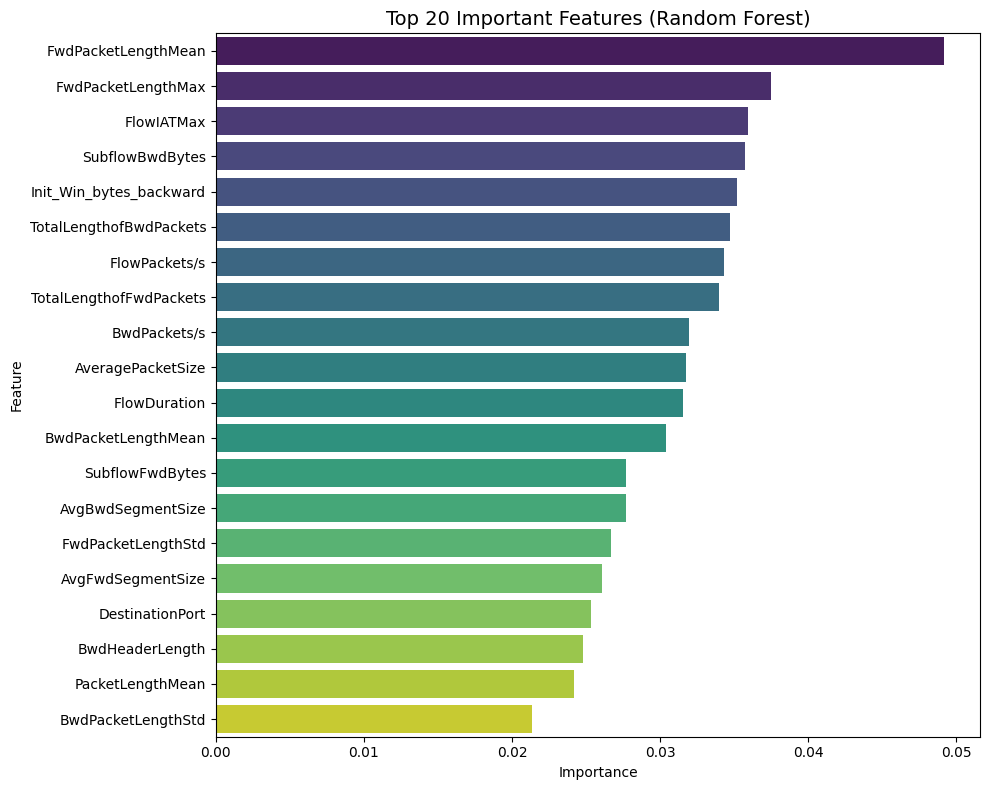 Top 20 Important Features (Random Forest)
FwdPacketLengthMean
FwdPacketLengthMax
FlowIATMax
SubflowBwdBytes
Init_Win_bytes_backward
TotalLengthofBwdPackets
FlowPackets/s
TotalLengthofFwdPackets
BwdPackets/s
AveragePacketSize
FlowDuration
BwdPacketLengthMean
SubflowFwdBytes
AvgBwdSegmentSize
FwdPacketLengthStd
AvgFwdSegmentSize
DestinationPort
BwdHeaderLength
PacketLengthMean
BwdPacketLengthStd
Feature
0.00 0.01 0.02 0.03 0.04 0.05
Importance